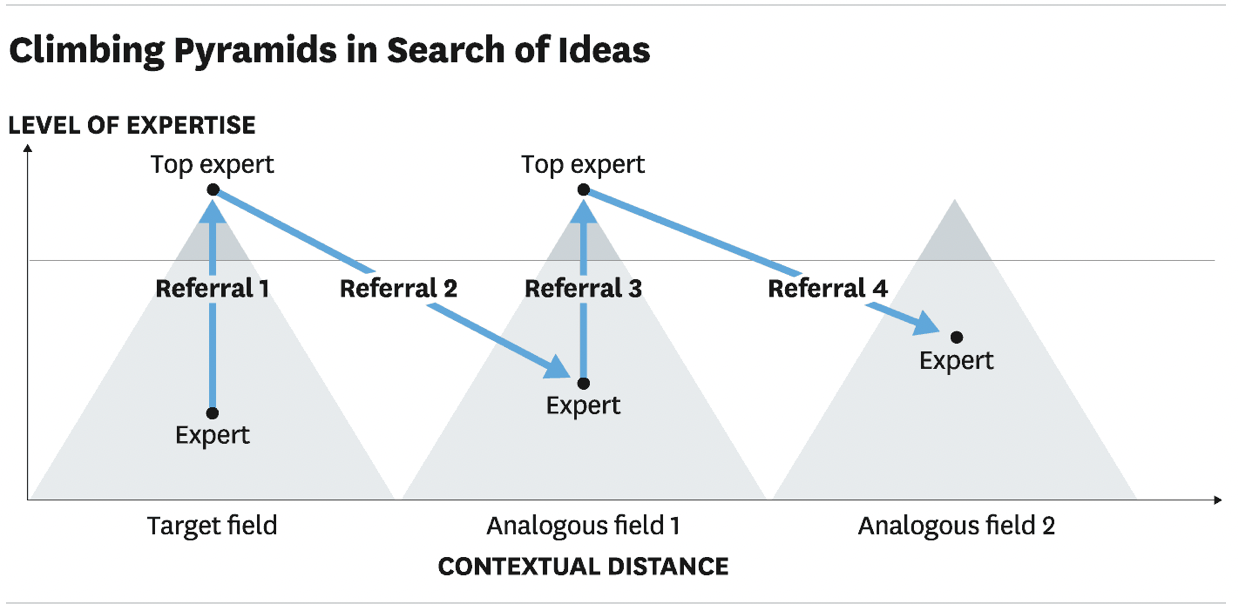 Climbing Pyramids in Search of Ideas
LEVEL OF EXPERTISE
Top expert
Top expert
Referral 1
Referral 2
Referral 3
Referral 4
Expert
Expert
Expert
Target field
Analogous field 1
Analogous field 2
CONTEXTUAL DISTANCE